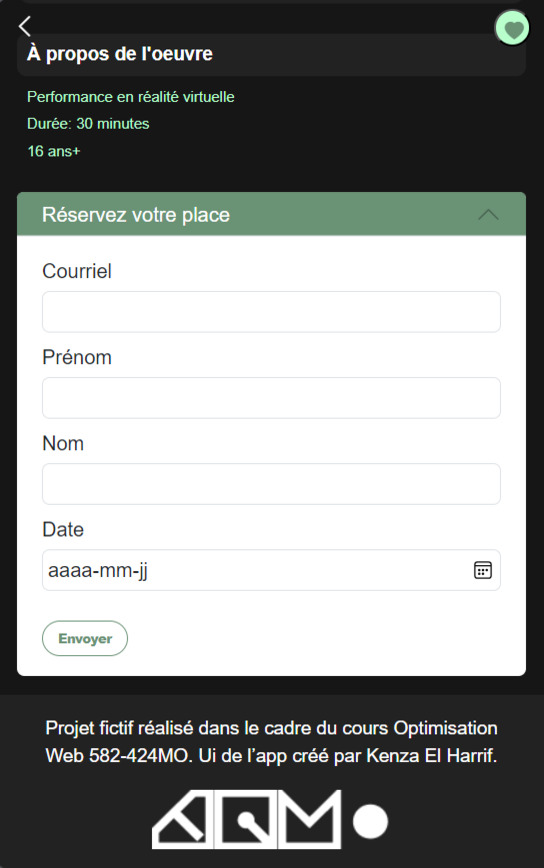 À propos de l'oeuvre
Performance en réalité virtuelle
Durée: 30 minutes
16 ans+
Réservez votre place
Courriel
Prénom
Nom
Date
aaaa-mm-jj
Envoyer
Projet fictif réalisé dans le cadre du cours Optimisation
Web 582-424MO. Ui de l’app créé par Kenza El Harrif.